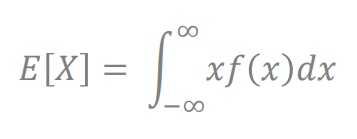 E[X] = ∫_{-∞}^{∞} xf(x)dx